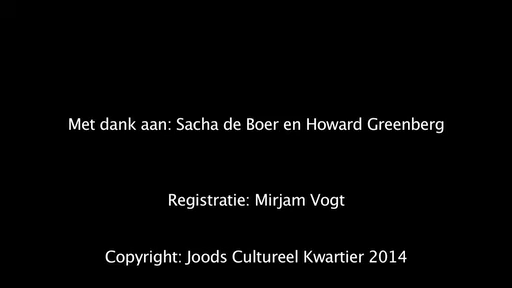 Met dank aan: Sacha de Boer en Howard Greenberg
Registratie: Mirjam Vogt
Copyright: Joods Cultureel Kwartier 2014